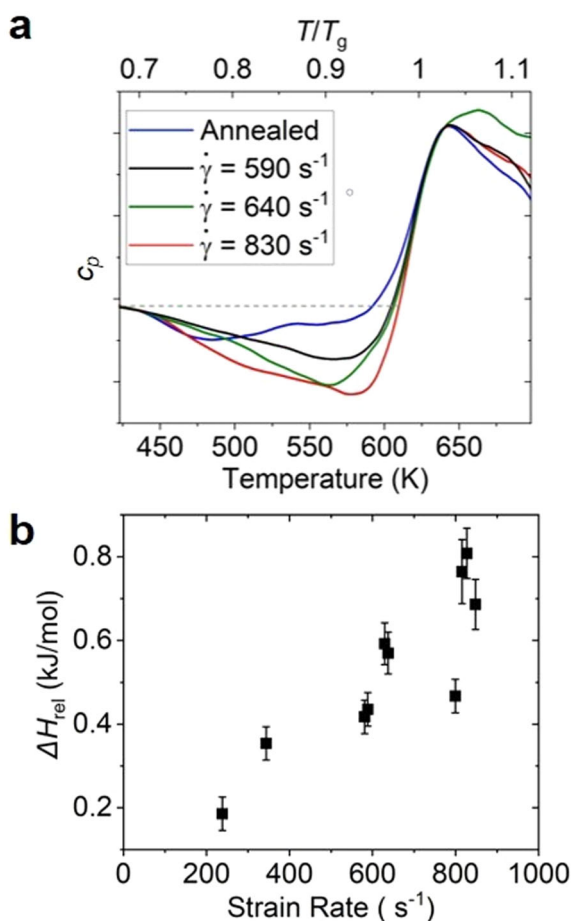 a
T/Tg
0.7 0.8 0.9 1 1.1
Annealed
γ̇ = 590 s⁻¹
γ̇ = 640 s⁻¹
γ̇ = 830 s⁻¹
cp
450 500 550 600 650
Temperature (K)
b
0.8
0.6
0.4
0.2
ΔHrel (kJ/mol)
0 200 400 600 800 1000
Strain Rate ( s⁻¹)